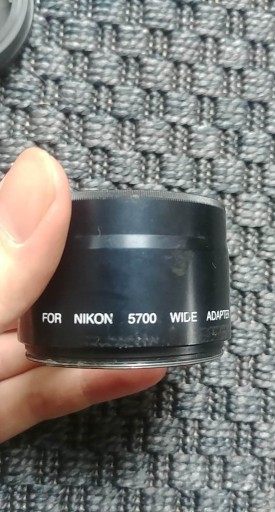 FOR NIKON 5700 WIDE ADAPTER